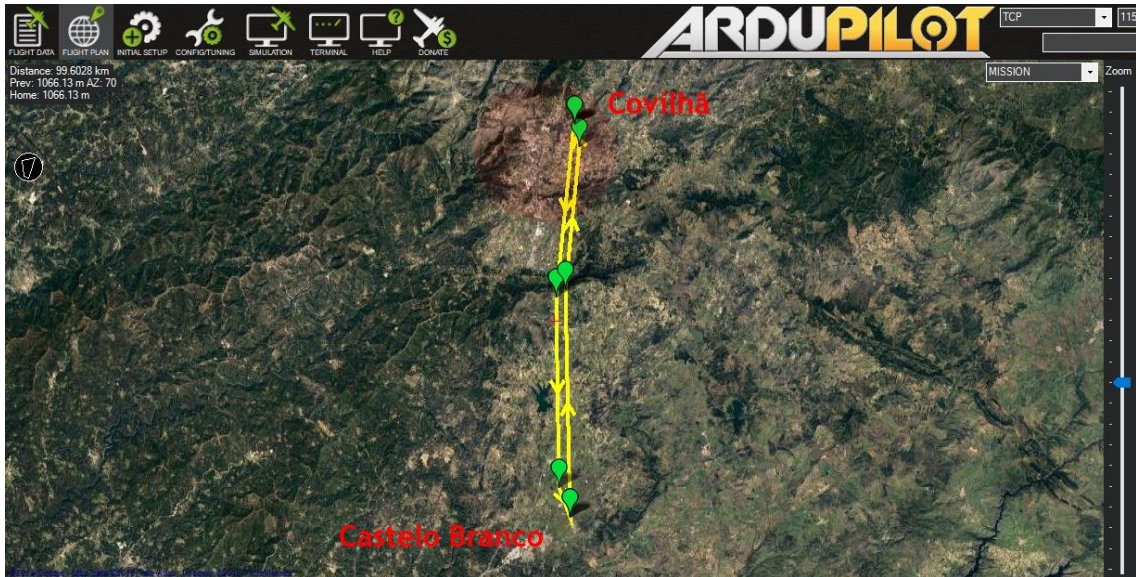 FLIGHT DATA
FLIGHT PLAN
INITIAL SETUP
CONFIG/TUNING
SIMULATION
TERMINAL
HELP
DONATE
ARDUPILOT
TCP
115
Distance: 99.6028 km
Prev: 1066.13 m AZ: 70
Home: 1066.13 m
MISSION
Zoom
Covilhã
Castelo Branco